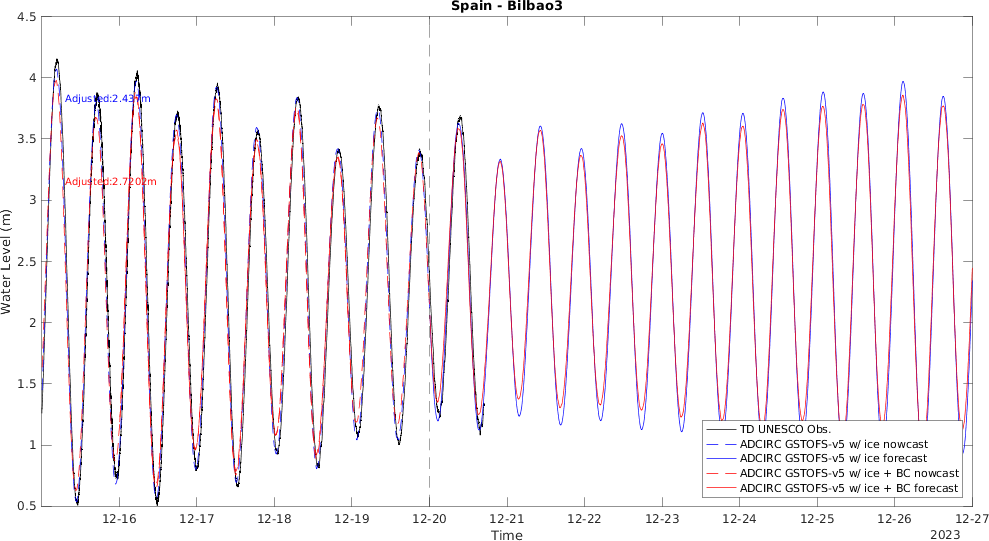 Spain - Bilbao3
4.5
4
3.5
3
2.5
2
1.5
1
0.5
Water Level (m)
Adjusted:2.437m
Adjusted:2.7202m
TD UNESCO Obs.
ADCIRC GSTOFS-v5 w/ ice nowcast
ADCIRC GSTOFS-v5 w/ ice forecast
ADCIRC GSTOFS-v5 w/ ice + BC nowcast
ADCIRC GSTOFS-v5 w/ ice + BC forecast
12-16 12-17 12-18 12-19 12-20 12-21 12-22 12-23 12-24 12-25 12-26 12-27
Time
2023